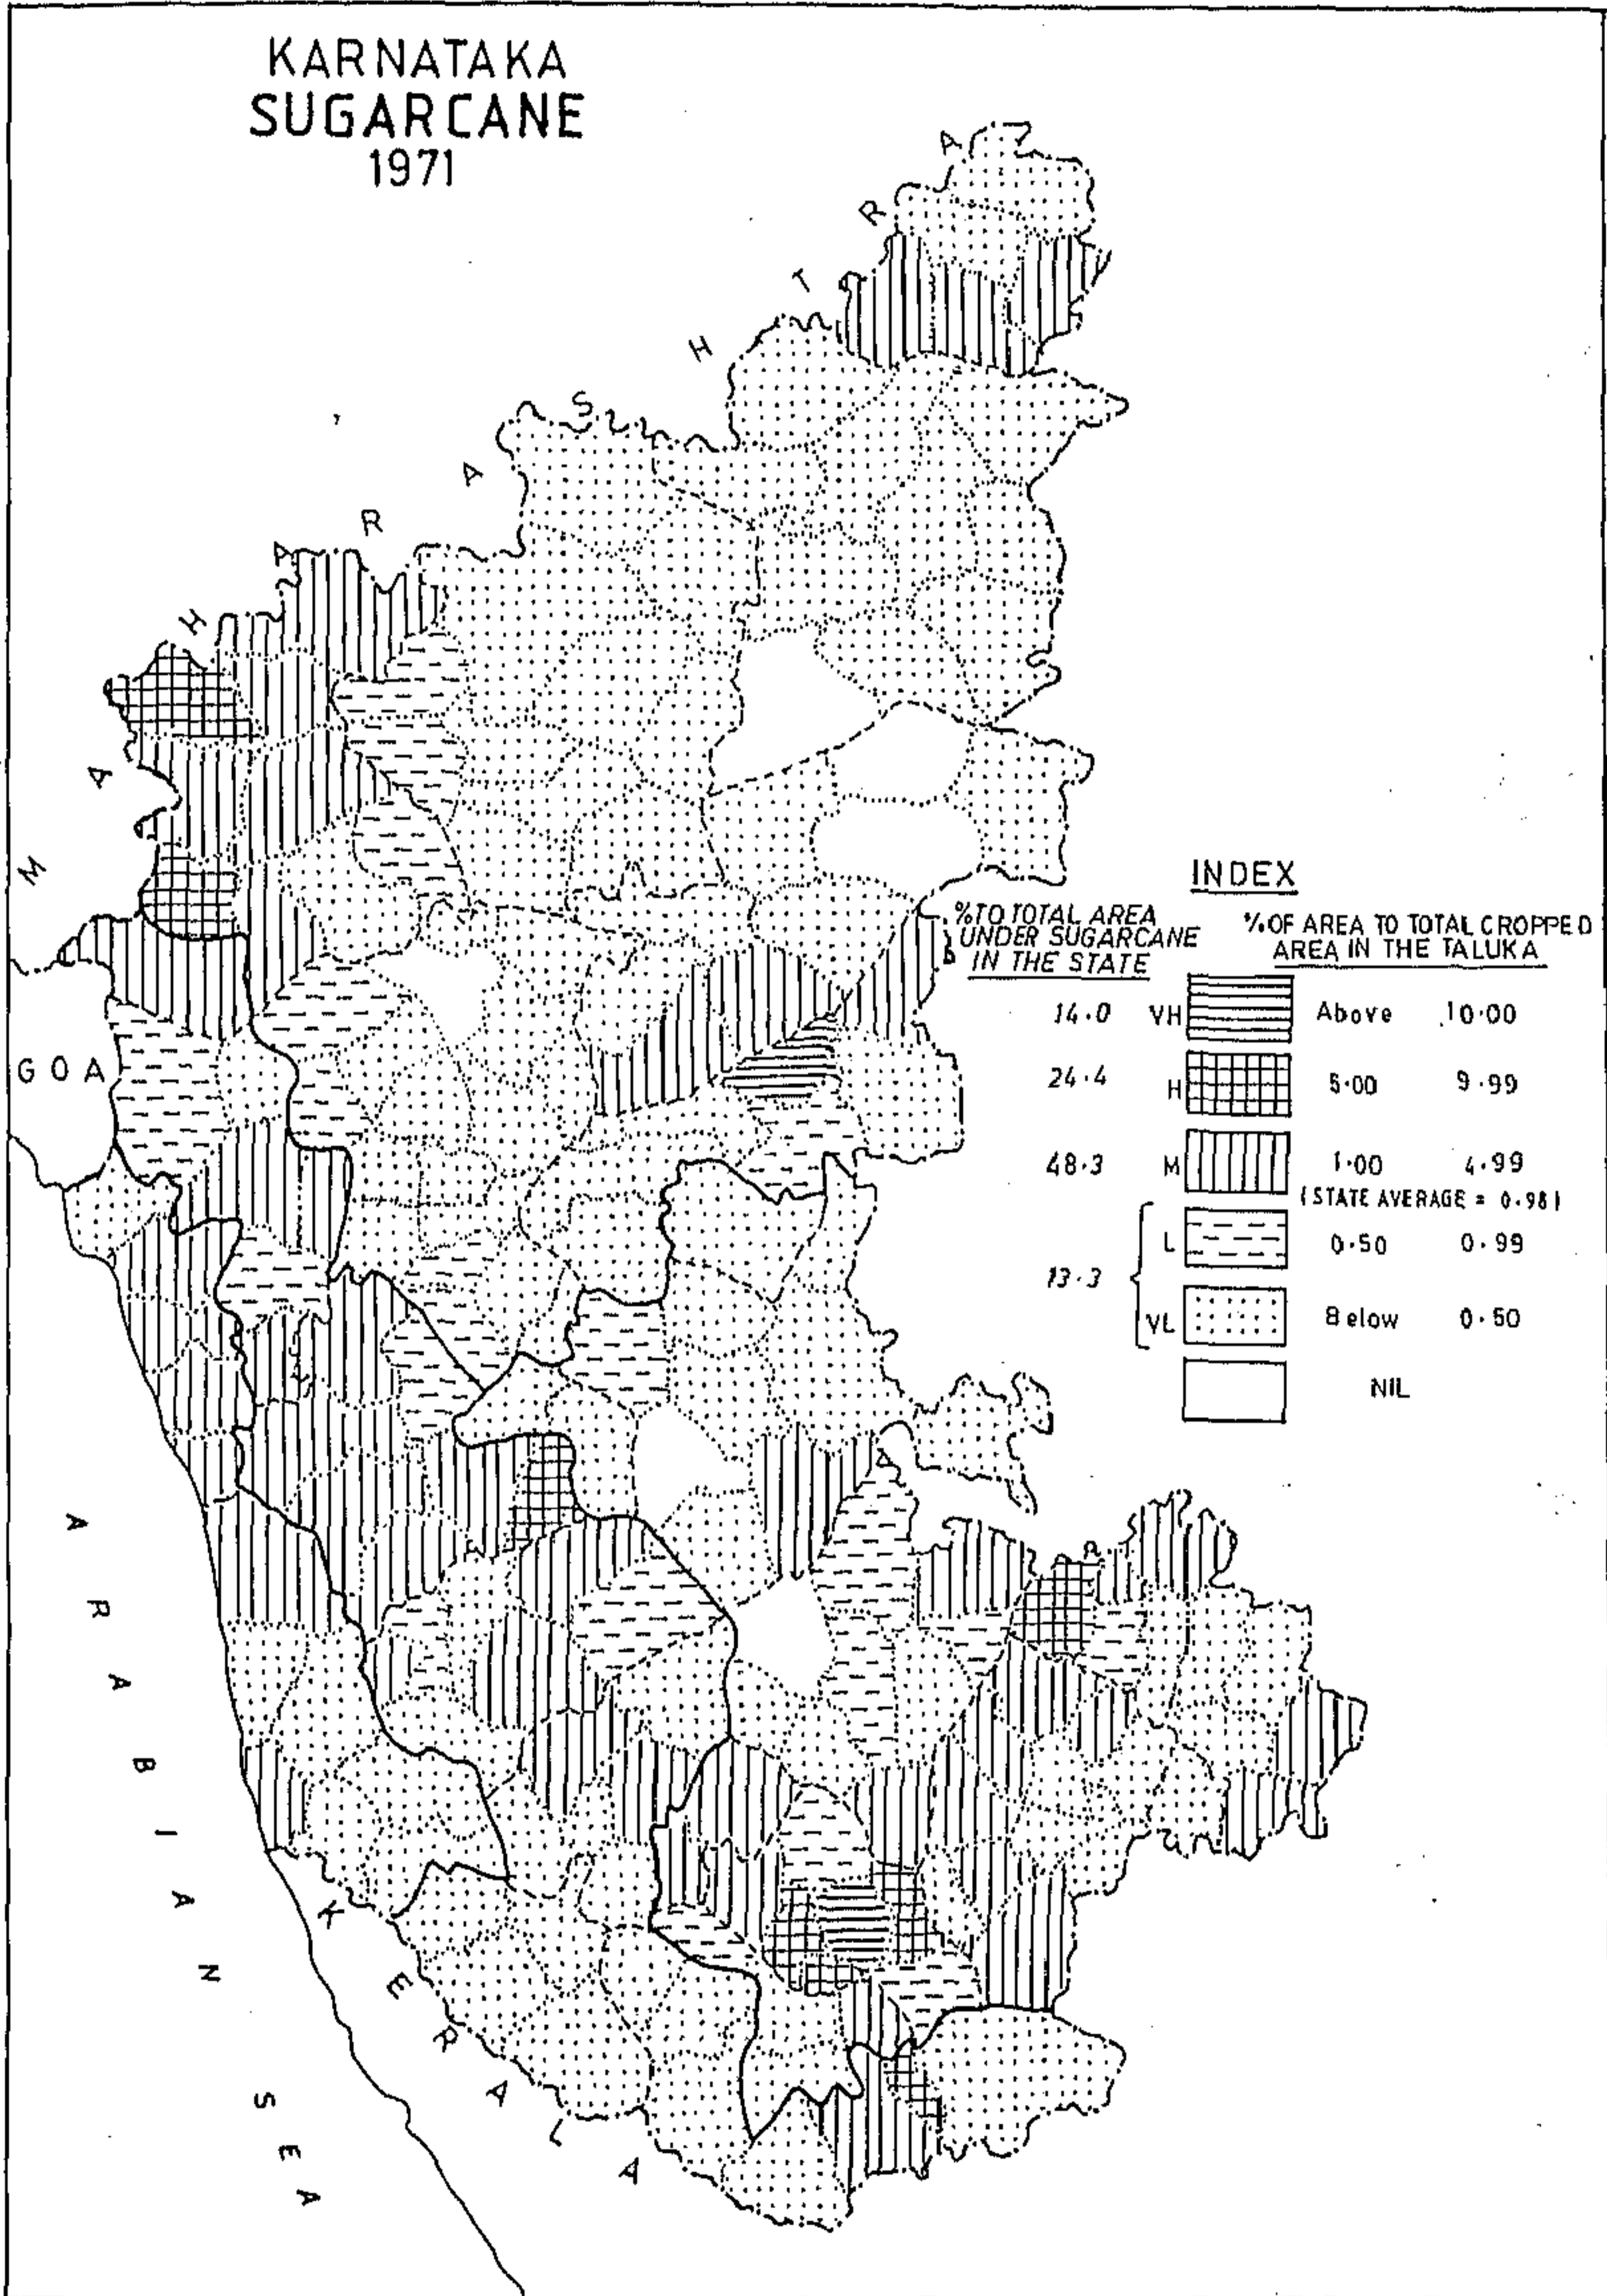 KARNATAKA
SUGARCANE
1971
MAHARASHTRA
GOA
ARABIAN SEA
KERALA
INDEX
% TO TOTAL AREA
UNDER SUGARCANE
IN THE STATE
% OF AREA TO TOTAL CROPPED
AREA IN THE TALUKA
14.0 VH Above 10.00
24.4 H 5.00 9.99
48.3 M 1.00 4.99
(STATE AVERAGE = 0.98)
L 0.50 0.99
13.3
VL Below 0.50
NIL